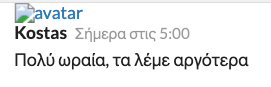 avatar
Kostas Σήμερα στις 5:00
Πολύ ωραία, τα λέμε αργότερα